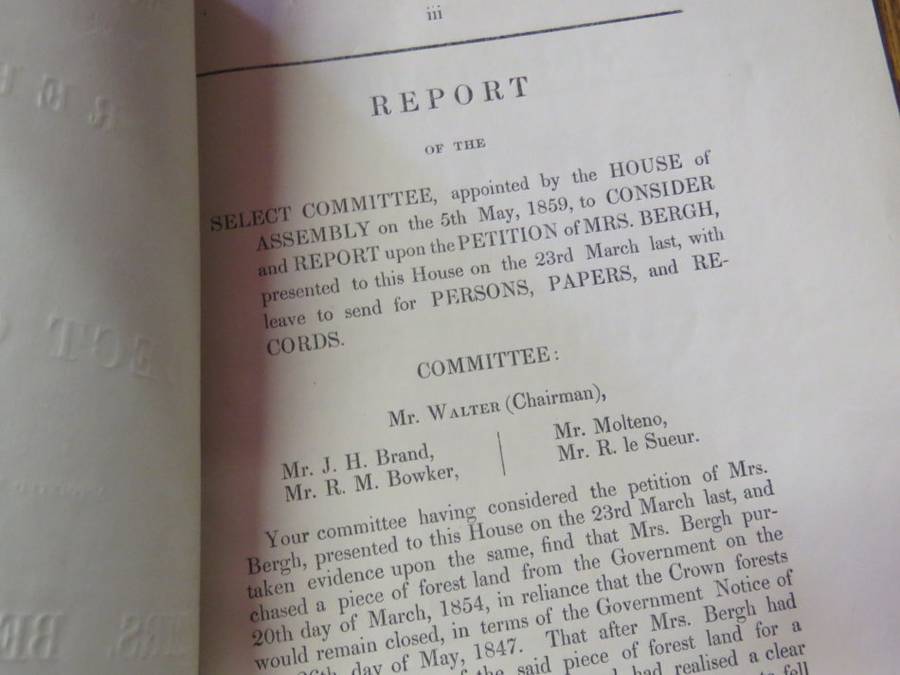 iii
REPORT
OF THE
SELECT COMMITTEE, appointed by the HOUSE of
ASSEMBLY on the 5th May, 1859, to CONSIDER
and REPORT upon the PETITION of MRS. BERGH,
presented to this House on the 23rd March last, with
leave to send for PERSONS, PAPERS, and RE-
CORDS.
COMMITTEE:
Mr. WALTER (Chairman),
Mr. J. H. Brand,
Mr. R. M. Bowker,
Mr. Molteno,
Mr. R. le Sueur.
Your committee having considered the petition of Mrs.
Bergh, presented to this House on the 23rd March last, and
taken evidence upon the same, find that Mrs. Bergh pur-
chased a piece of forest land from the Government on the
20th day of March, 1854, in reliance that the Crown forests
would remain closed, in terms of the Government Notice of
day of May, 1847. That after Mrs. Bergh had
of the said piece of forest land for a
had realised a clear
fell